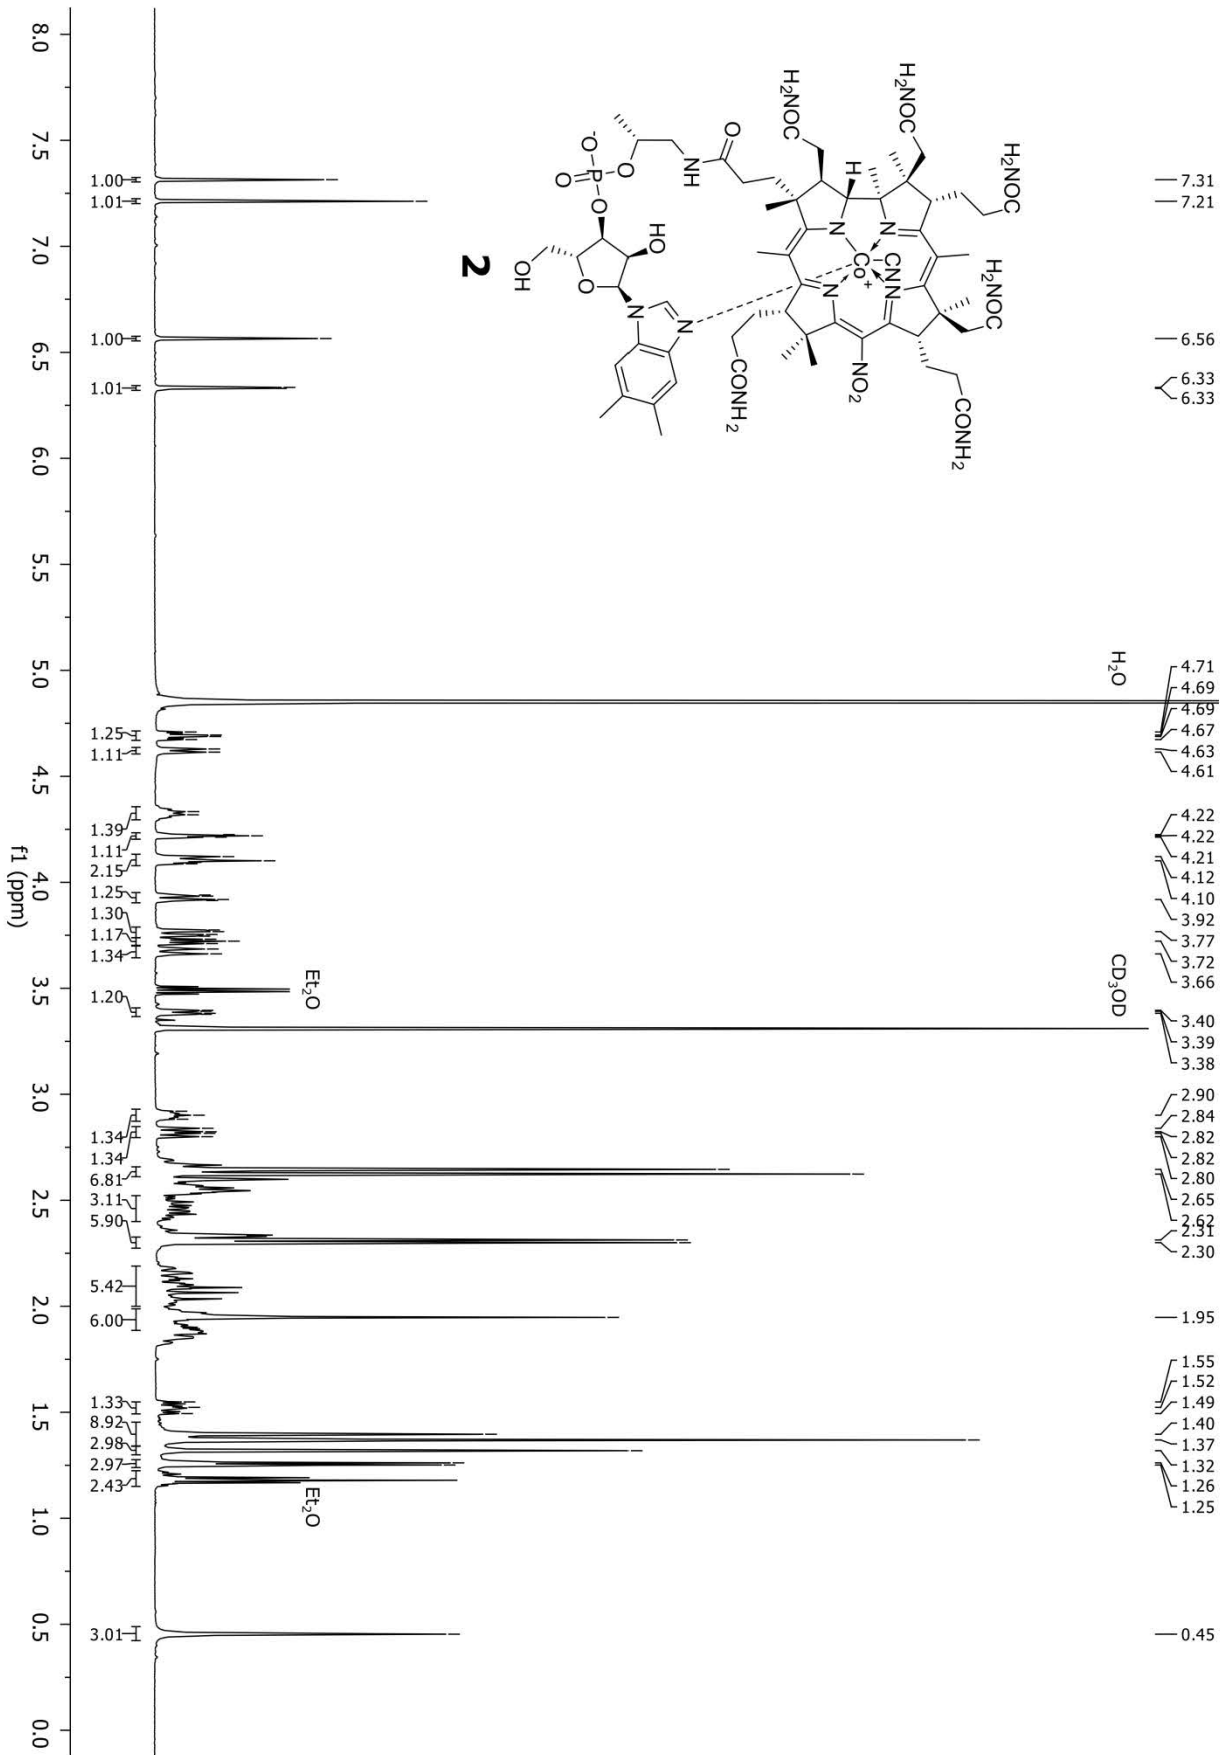 7.31
7.21
6.56
6.33
6.33
4.71
4.69
4.69
4.67
4.63
4.61
4.22
4.22
4.21
4.12
4.10
3.92
3.77
3.72
3.66
3.40
3.39
3.38
2.90
2.84
2.82
2.82
2.80
2.65
2.62
2.31
2.30
1.95
1.55
1.52
1.49
1.40
1.37
1.32
1.26
1.25
0.45
H₂O
CD₃OD
H₂NOC
H₂NOC
H₂NOC
H₂NOC
H
N
N
N
N
Co⁺
CN
NO₂
CONH₂
CONH₂
O
NH
O
⁻O
P
O
O
HO
O
OH
N
N
2
Et₂O
Et₂O
1.00
1.01
1.00
1.01
1.25
1.11
1.39
1.11
2.15
1.25
1.30
1.17
1.34
1.20
1.34
1.34
6.81
3.11
5.90
5.42
6.00
1.33
8.92
2.98
2.97
2.43
3.01
8.0
7.5
7.0
6.5
6.0
5.5
5.0
4.5
4.0
3.5
3.0
2.5
2.0
1.5
1.0
0.5
0.0
f1 (ppm)